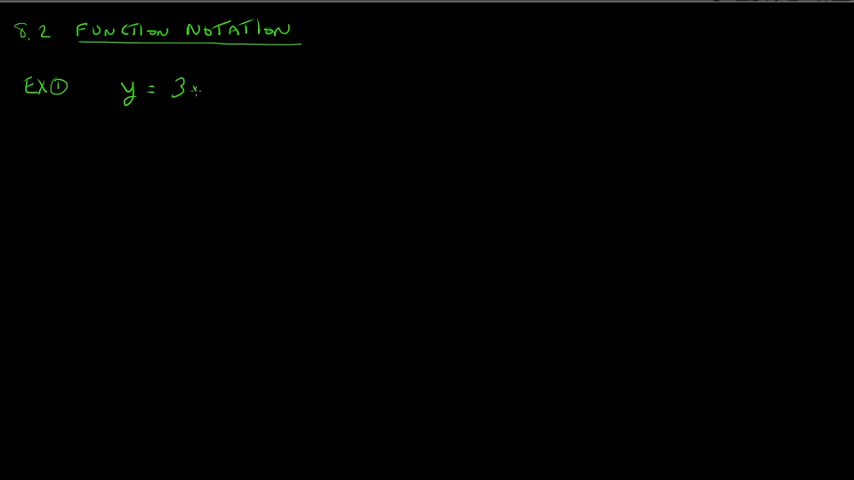 8.2 FUNCTION NOTATION
EX① y = 3